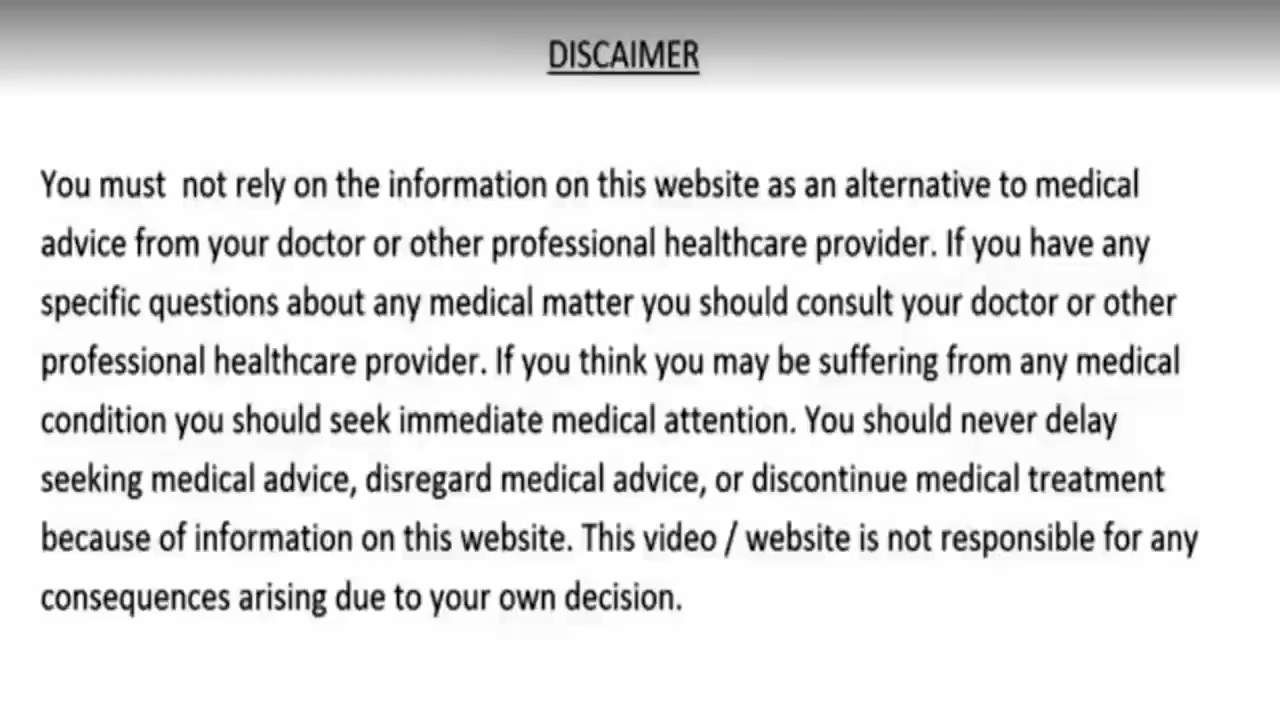 DISCAIMER
You must  not rely on the information on this website as an alternative to medical
advice from your doctor or other professional healthcare provider. If you have any
specific questions about any medical matter you should consult your doctor or other
professional healthcare provider. If you think you may be suffering from any medical
condition you should seek immediate medical attention. You should never delay
seeking medical advice, disregard medical advice, or discontinue medical treatment
because of information on this website. This video / website is not responsible for any
consequences arising due to your own decision.